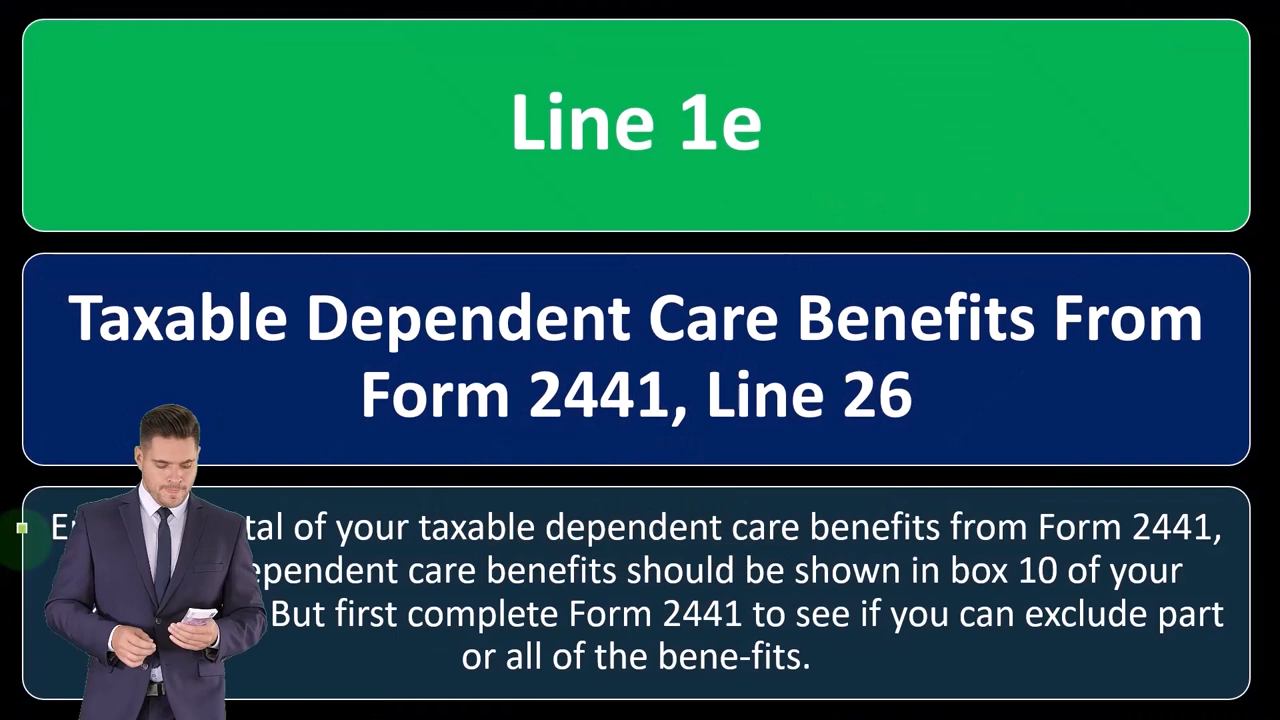 Line 1e
Taxable Dependent Care Benefits From
Form 2441, Line 26
of your taxable dependent care benefits from Form 2441,
care benefits should be shown in box 10 of your
But first complete Form 2441 to see if you can exclude part
or all of the bene-fits.